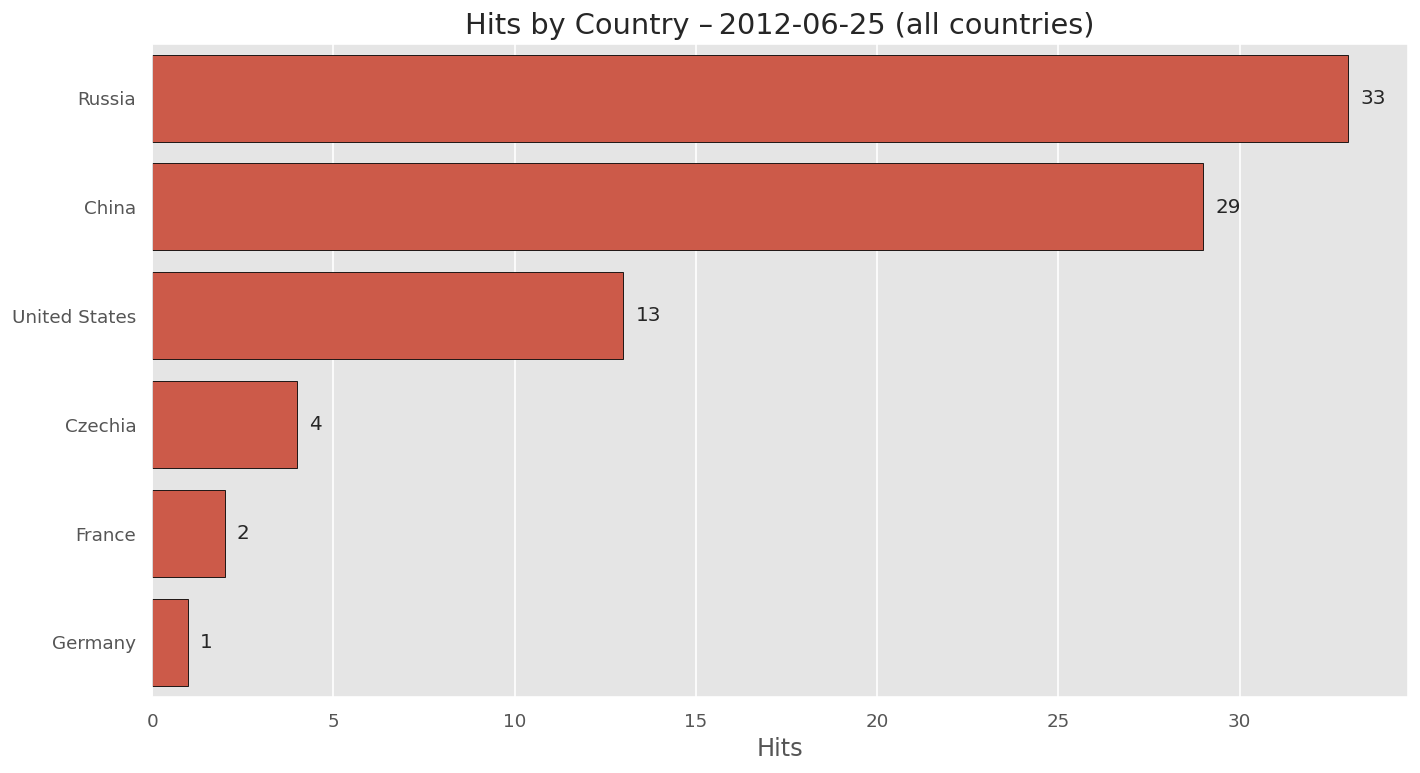 Hits by Country – 2012-06-25 (all countries)
Russia
33
China
29
United States
13
Czechia
4
France
2
Germany
1
0 5 10 15 20 25 30
Hits